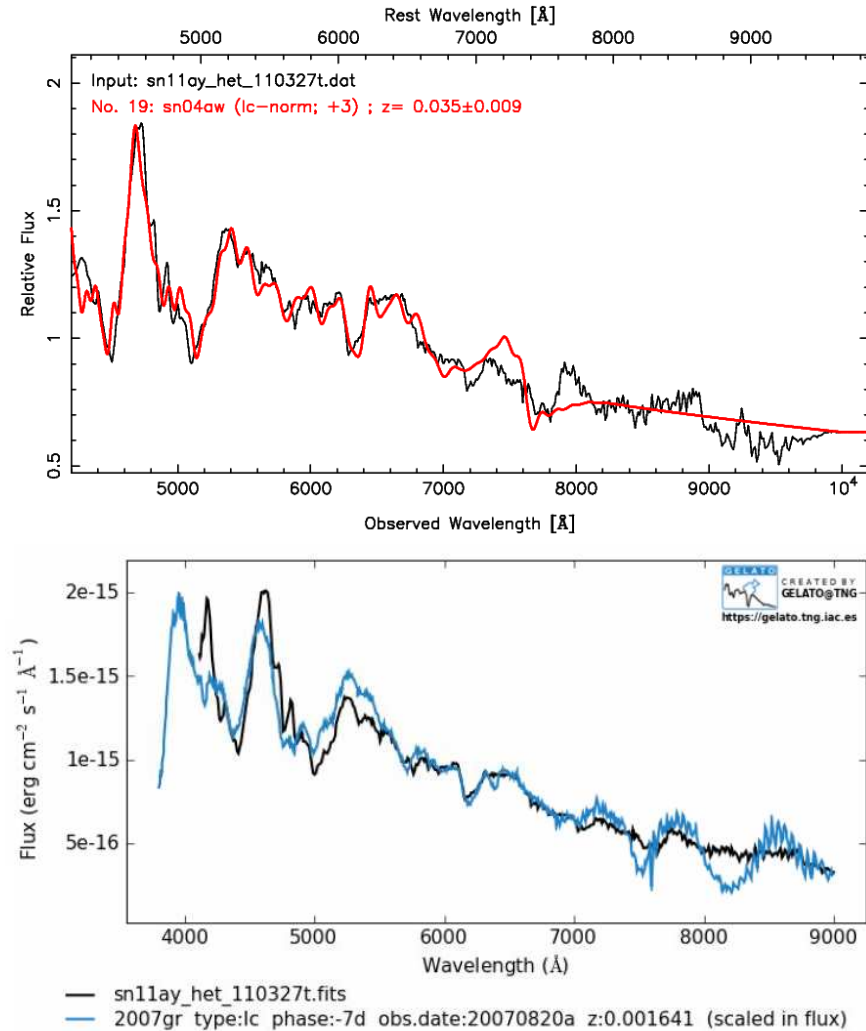 Rest Wavelength [Å]
5000 6000 7000 8000 9000
Input: sn11ay_het_110327t.dat
No. 19: sn04aw (Ic-norm; +3) ; z= 0.035±0.009
2
1.5
1
0.5
Relative Flux
5000 6000 7000 8000 9000 10⁴
Observed Wavelength [Å]
GELATO
CREATED BY
GELATO@TNG
https://gelato.tng.iac.es
2e-15
1.5e-15
1e-15
5e-16
Flux (erg cm⁻² s⁻¹ Å⁻¹)
4000 5000 6000 7000 8000 9000
Wavelength (Å)
sn11ay_het_110327t.fits
2007gr type:Ic phase:-7d obs.date:20070820a z:0.001641 (scaled in flux)